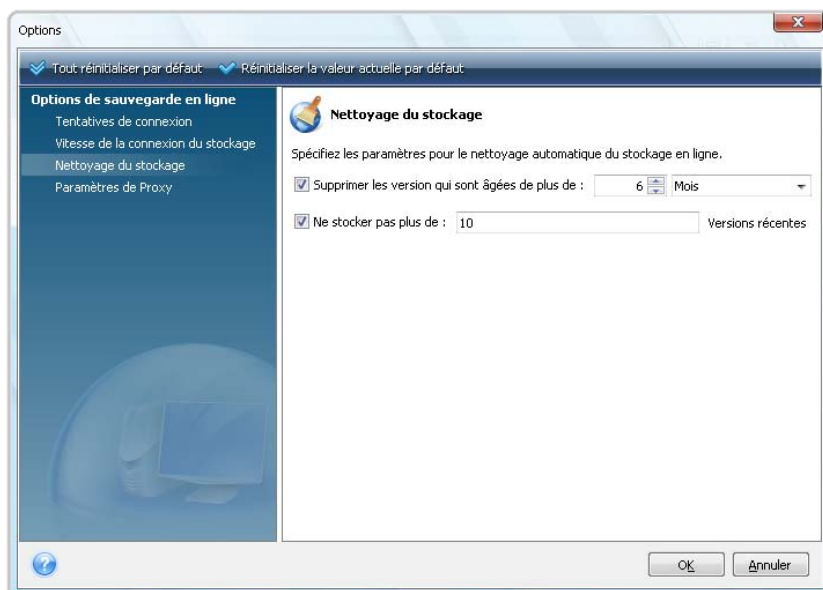 Options
Tout réinitialiser par défaut Réinitialiser la valeur actuelle par défaut
Options de sauvegarde en ligne
Tentatives de connexion
Vitesse de la connexion du stockage
Nettoyage du stockage
Paramètres de Proxy
Nettoyage du stockage
Spécifiez les paramètres pour le nettoyage automatique du stockage en ligne.
Supprimer les version qui sont âgées de plus de : 6 Mois
Ne stocker pas plus de : 10 Versions récentes
OK Annuler